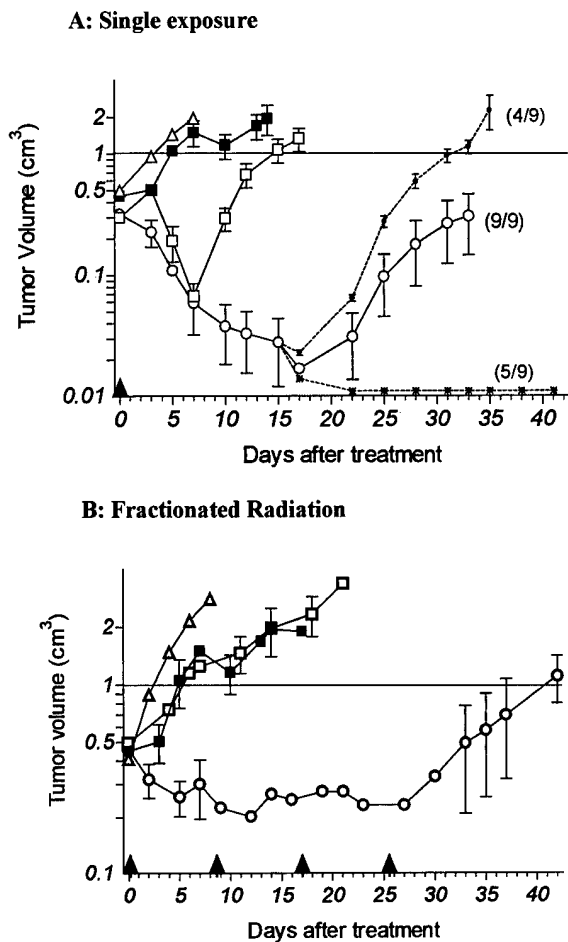 A: Single exposure
Tumor Volume (cm3)
2
1
0.5
0.1
0.01
(4/9)
(9/9)
(5/9)
0 5 10 15 20 25 30 35 40
Days after treatment
B: Fractionated Radiation
Tumor volume (cm3)
2
1
0.5
0.1
0 5 10 15 20 25 30 35 40
Days after treatment